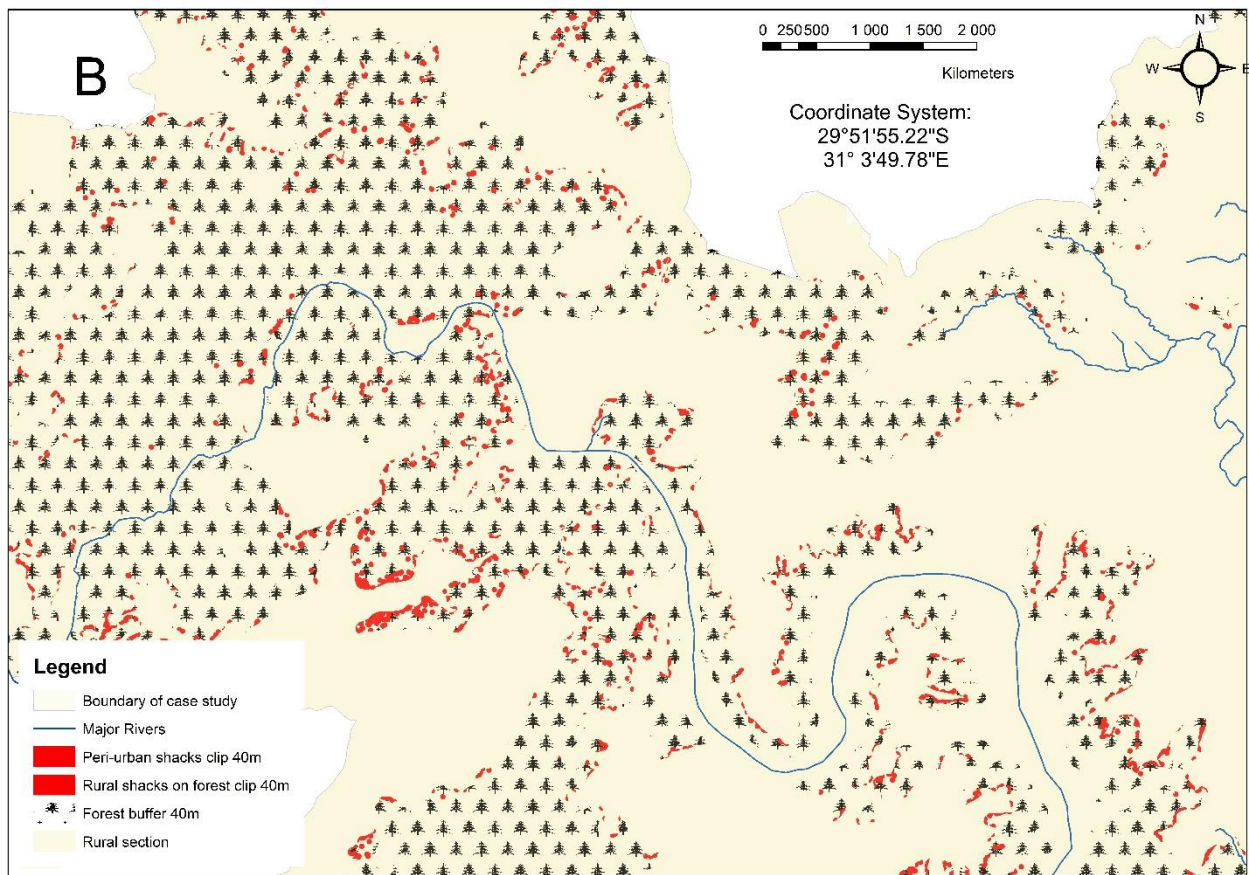 B
0 250 500 1 000 1 500 2 000
Kilometers
N
W E
S
Coordinate System:
29°51'55.22"S
31° 3'49.78"E
Legend
Boundary of case study
Major Rivers
Peri-urban shacks clip 40m
Rural shacks on forest clip 40m
Forest buffer 40m
Rural section